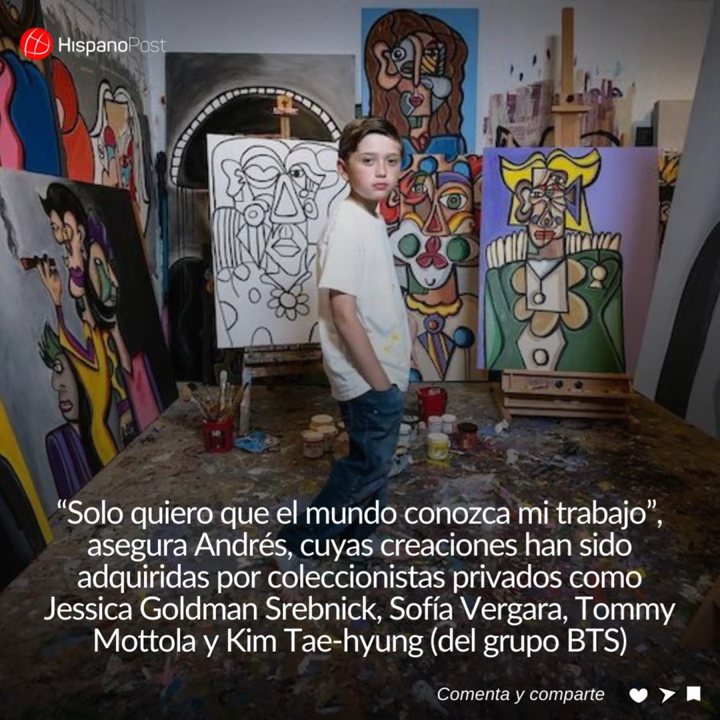 HISPANOPost
“Solo quiero que el mundo conozca mi trabajo”,
asegura Andrés, cuyas creaciones han sido
adquiridas por coleccionistas privados como
Jessica Goldman Srebnick, Sofía Vergara, Tommy
Mottola y Kim Tae-hyung (del grupo BTS)
Comenta y comparte